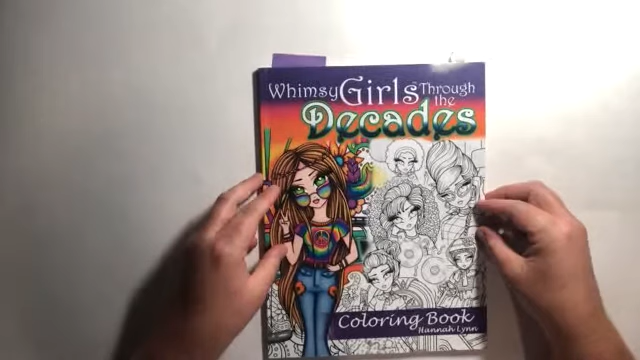 Whimsy Girls Through
the
Decades
Coloring Book
Hannah Lynn